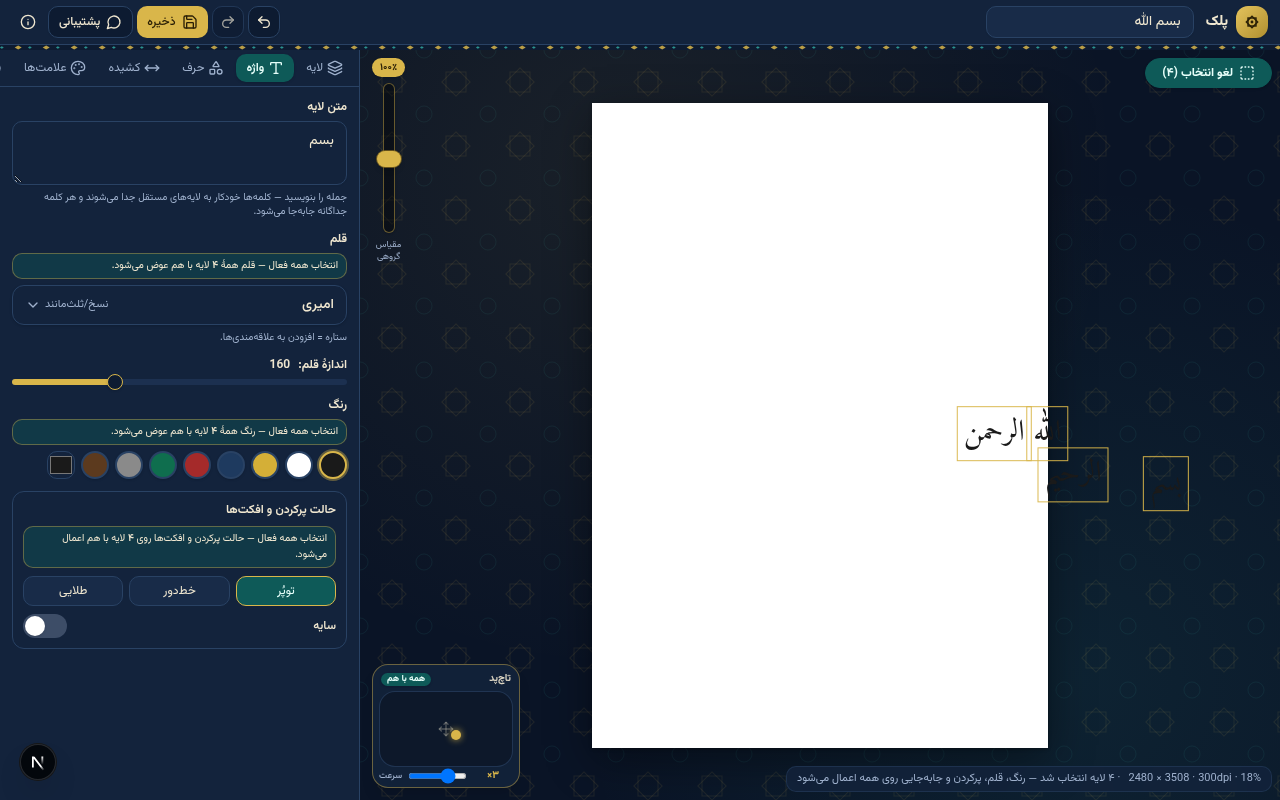 پلک
بسم الله
ذخیره
پشتیبانی
لایه
واژه
حرف
کشیده
علامت‌ها
متن لایه
بسم
جمله را بنویسید — کلمه‌ها خودکار به لایه‌های مستقل جدا می‌شوند و هر کلمه
جداگانه جابه‌جا می‌شود.
قلم
انتخاب همه فعال — قلم همهٔ ۴ لایه با هم عوض می‌شود.
امیری
نسخ/ثلث‌مانند
ستاره = افزودن به علاقه‌مندی‌ها.
اندازهٔ قلم: 160
رنگ
انتخاب همه فعال — رنگ همهٔ ۴ لایه با هم عوض می‌شود.
حالت پرکردن و افکت‌ها
انتخاب همه فعال — حالت پرکردن و افکت‌ها روی ۴ لایه با هم اعمال
می‌شود.
توپُر
خط‌دور
طلایی
سایه
۱۰۰٪
مقیاس
گروهی
لغو انتخاب (۴)
الله الرحمن
تاچ‌پد
همه با هم
سرعت
×۳
2480 × 3508 · 300dpi · 18% · ۴ لایه انتخاب شد — رنگ، قلم، پرکردن و جابه‌جایی روی همه اعمال می‌شود
N